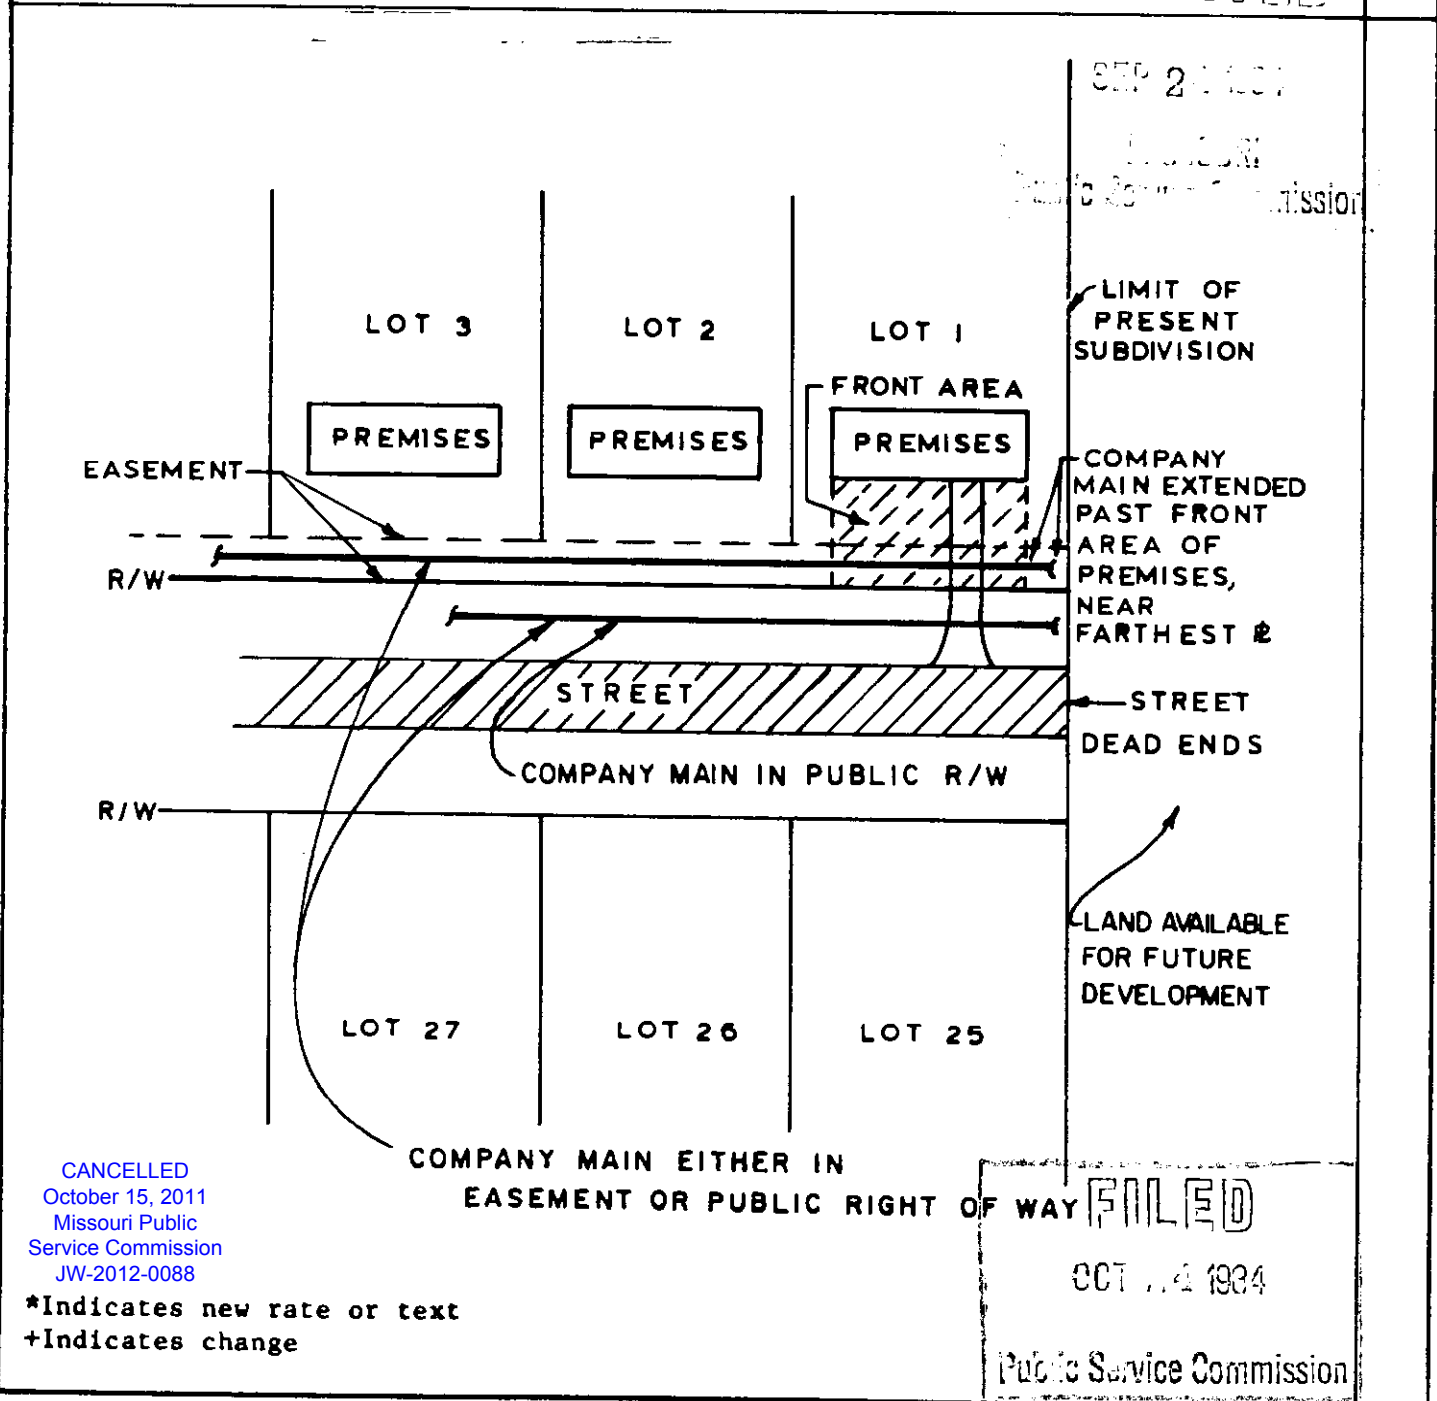 LOT 3
LOT 2
LOT 1
LIMIT OF
PRESENT
SUBDIVISION
FRONT AREA
PREMISES
PREMISES
PREMISES
EASEMENT
COMPANY
MAIN EXTENDED
PAST FRONT
AREA OF
PREMISES,
NEAR
FARTHEST
R/W
STREET
STREET
DEAD ENDS
COMPANY MAIN IN PUBLIC R/W
R/W
LAND AVAILABLE
FOR FUTURE
DEVELOPMENT
LOT 27
LOT 26
LOT 25
COMPANY MAIN EITHER IN
EASEMENT OR PUBLIC RIGHT OF WAY
CANCELLED
October 15, 2011
Missouri Public
Service Commission
JW-2012-0088
*Indicates new rate or text
+Indicates change
FILED
OCT 1984
Public Service Commission